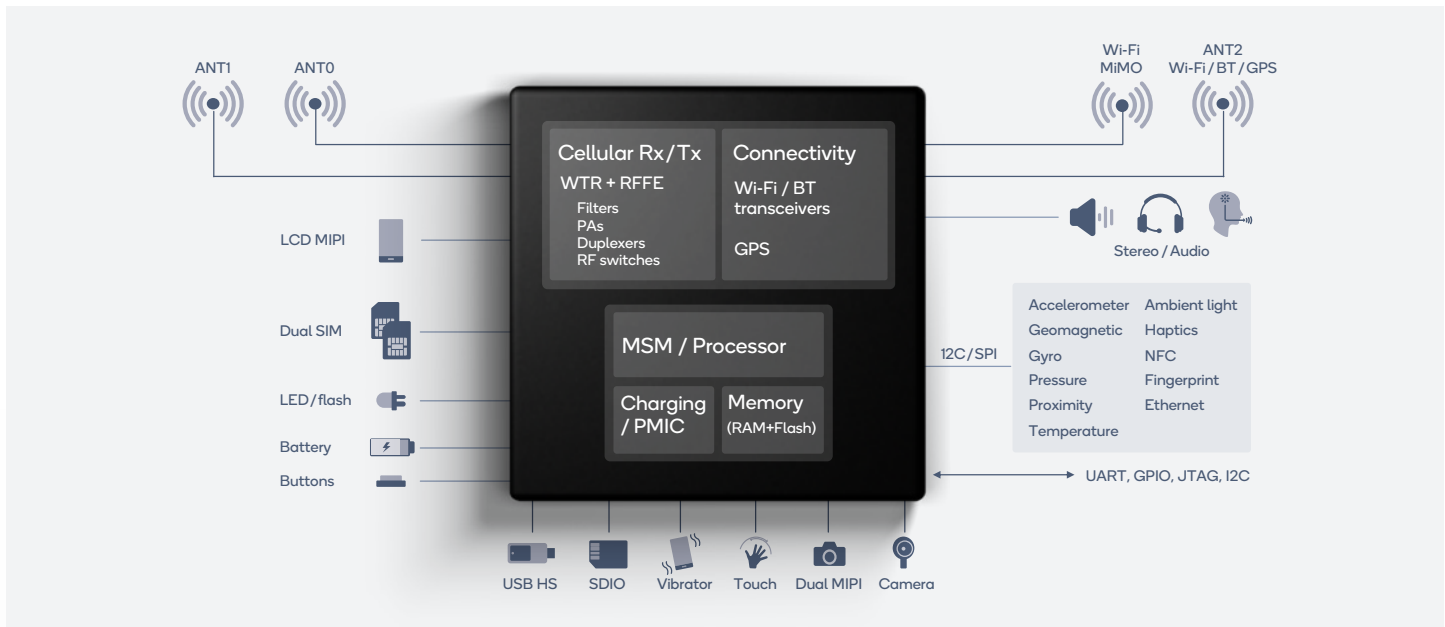 ANT1
ANT0
Wi-Fi
MiMO
ANT2
Wi-Fi / BT / GPS
Cellular Rx / Tx
WTR + RFFE
Filters
PAs
Duplexers
RF switches
Connectivity
Wi-Fi / BT
transceivers
GPS
MSM / Processor
Charging
/ PMIC
Memory
(RAM+Flash)
LCD MIPI
Dual SIM
LED / flash
Battery
Buttons
Stereo / Audio
I2C / SPI
Accelerometer
Geomagnetic
Gyro
Pressure
Proximity
Temperature
Ambient light
Haptics
NFC
Fingerprint
Ethernet
UART, GPIO, JTAG, I2C
USB HS
SDIO
Vibrator
Touch
Dual MIPI
Camera